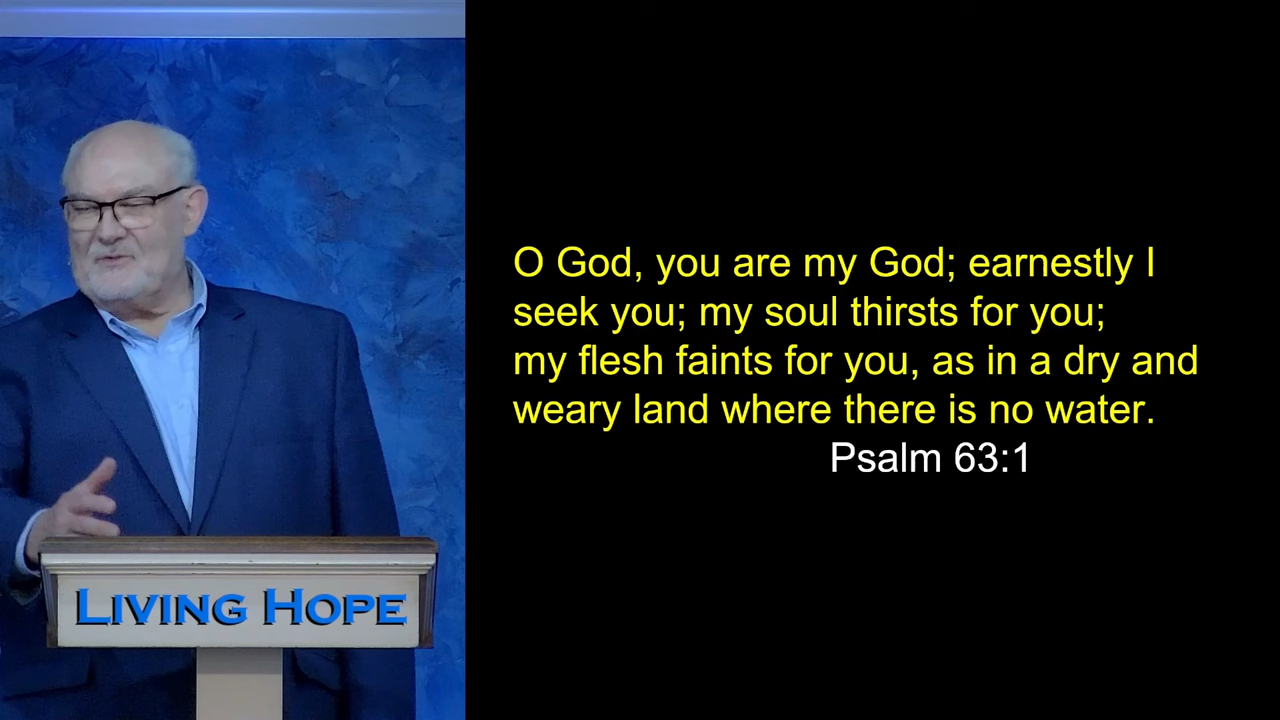 O God, you are my God; earnestly I
seek you; my soul thirsts for you;
my flesh faints for you, as in a dry and
weary land where there is no water.
Psalm 63:1
LIVING HOPE